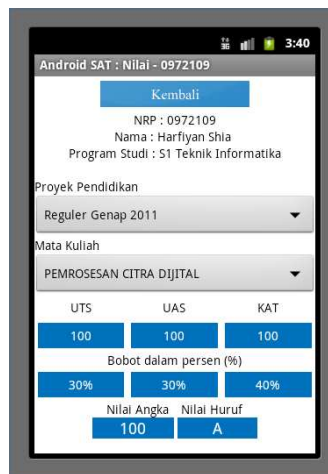 3:40
Android SAT : Nilai - 0972109
Kembali
NRP : 0972109
Nama : Harfiyan Shia
Program Studi : S1 Teknik Informatika
Proyek Pendidikan
Reguler Genap 2011
Mata Kuliah
PEMROSESAN CITRA DIJITAL
UTS UAS KAT
100 100 100
Bobot dalam persen (%)
30% 30% 40%
Nilai Angka Nilai Huruf
100 A